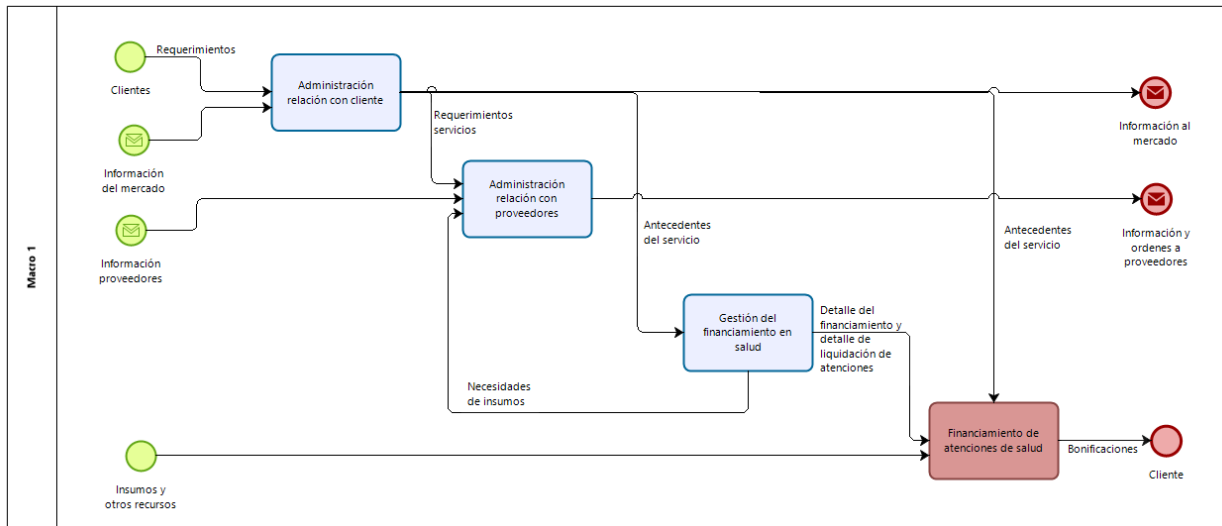 Macro 1
Requerimientos
Clientes
Administración
relación con cliente
Información
del mercado
Requerimientos
servicios
Información al
mercado
Administración
relación con
proveedores
Información
proveedores
Antecedentes
del servicio
Antecedentes
del servicio
Información y
ordenes a
proveedores
Gestión del
financiamiento en
salud
Detalle del
financiamiento y
detalle de
liquidación de
atenciones
Necesidades
de insumos
Financiamiento de
atenciones de salud
Bonificaciones
Cliente
Insumos y
otros recursos